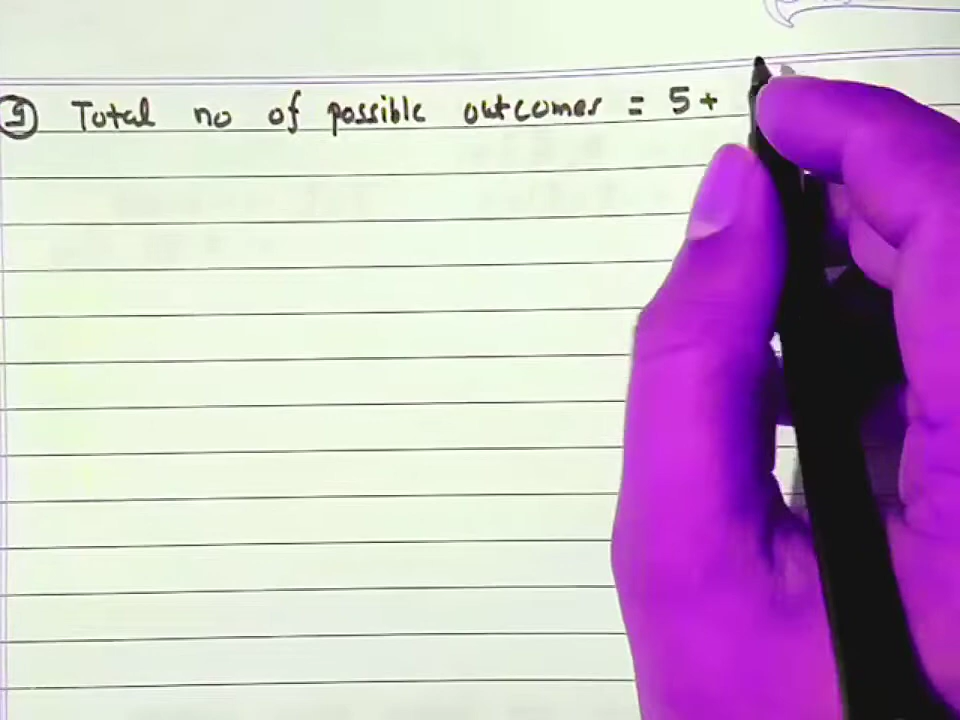 9 Total no of possible outcomes = 5 +